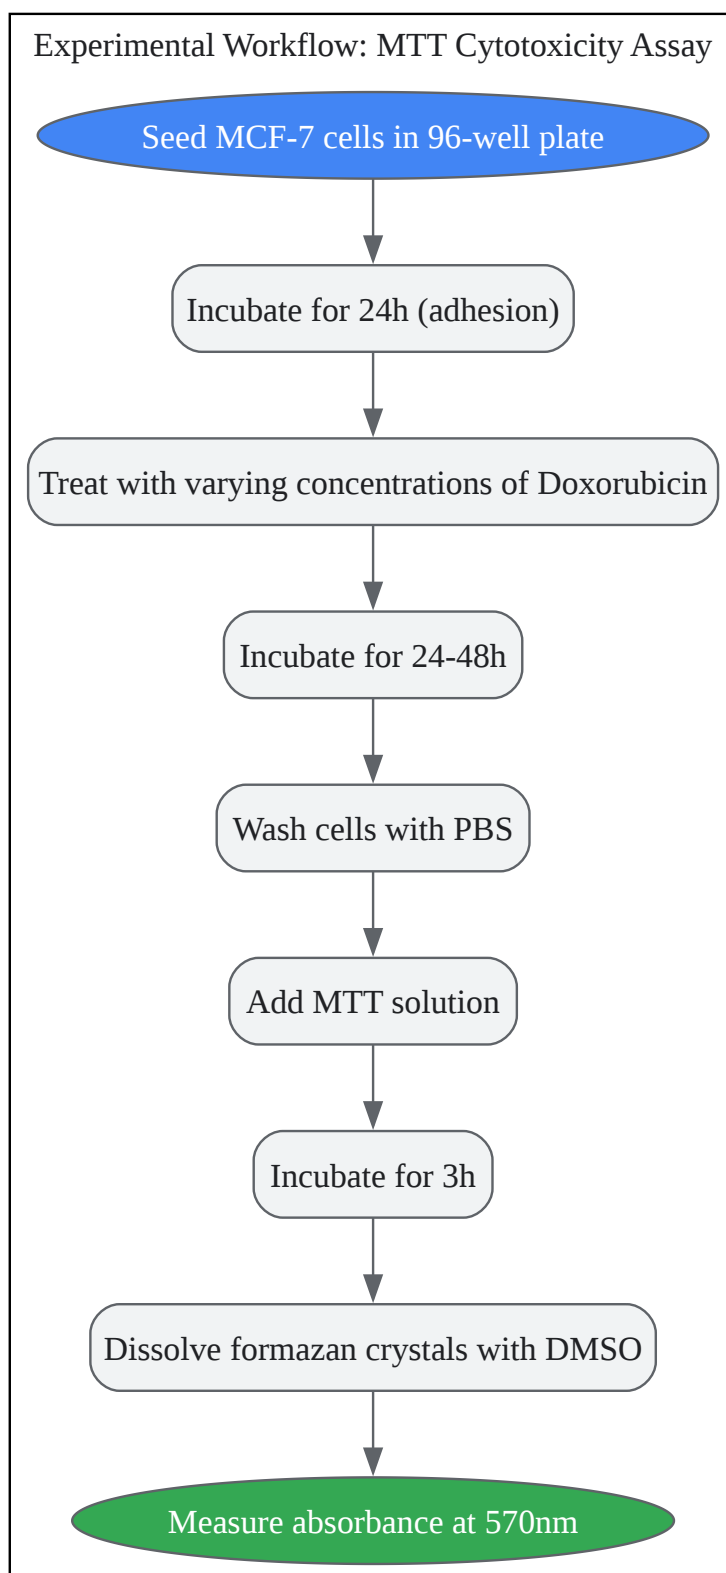 Experimental Workflow: MTT Cytotoxicity Assay
Seed MCF-7 cells in 96-well plate
Incubate for 24h (adhesion)
Treat with varying concentrations of Doxorubicin
Incubate for 24-48h
Wash cells with PBS
Add MTT solution
Incubate for 3h
Dissolve formazan crystals with DMSO
Measure absorbance at 570nm